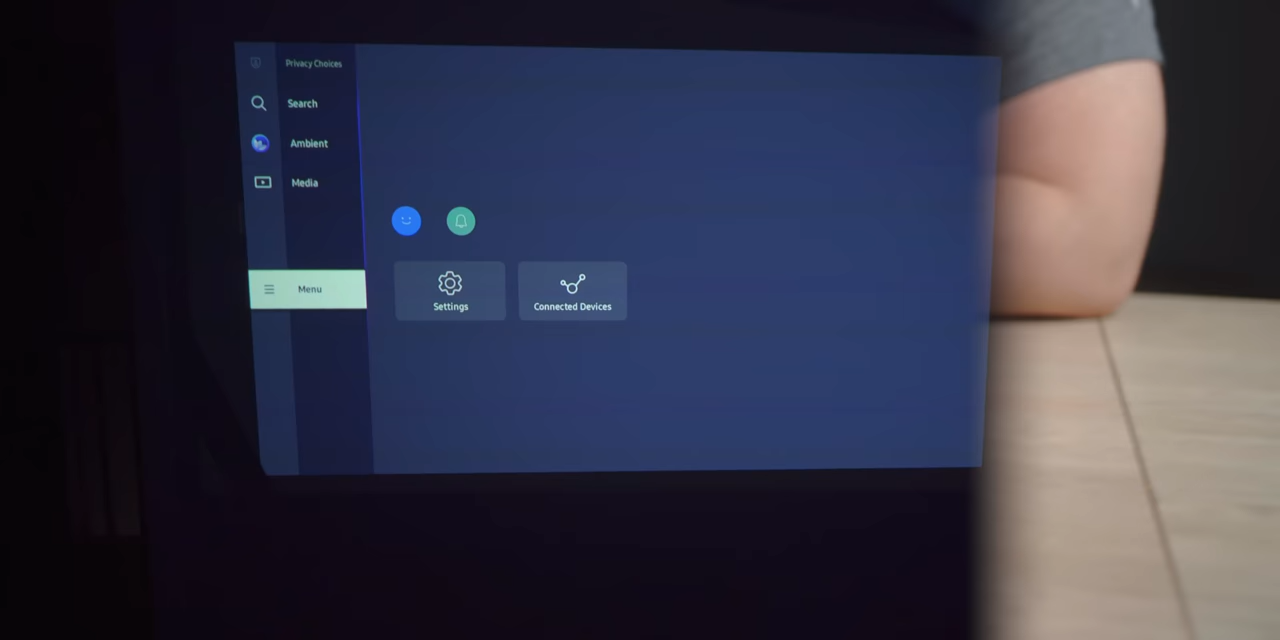 Privacy Choices
Search
Ambient
Media
Menu
Settings
Connected Devices